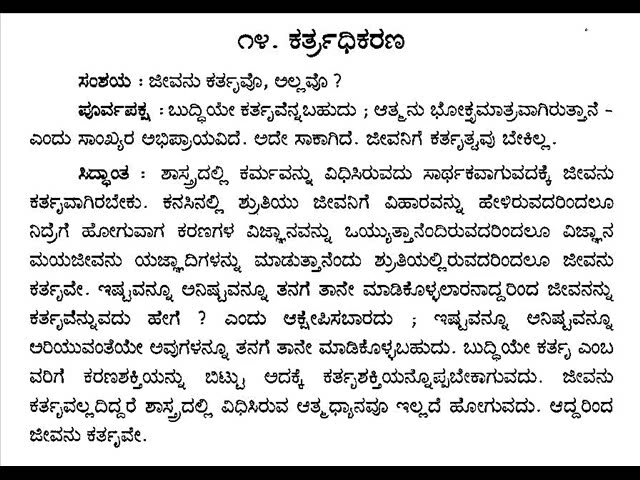 ೧೪. ಕರ್ತ್ರಧಿಕರಣ
ಸಂಶಯ : ಜೀವನು ಕರ್ತೃವೊ, ಅಲ್ಲವೊ ?
ಪೂರ್ವಪಕ್ಷ : ಬುದ್ಧಿಯೇ ಕರ್ತೃವೆನ್ನಬಹುದು ; ಆತ್ಮನು ಭೋಕ್ತೃಮಾತ್ರವಾಗಿರುತ್ತಾನೆ –
ಎಂದು ಸಾಂಖ್ಯರ ಅಭಿಪ್ರಾಯವಿದೆ. ಅದೇ ಸಾಕಾಗಿದೆ. ಜೀವನಿಗೆ ಕರ್ತೃತ್ವವು ಬೇಕಿಲ್ಲ.
ಸಿದ್ಧಾಂತ : ಶಾಸ್ತ್ರದಲ್ಲಿ ಕರ್ಮವನ್ನು ವಿಧಿಸಿರುವದು ಸಾರ್ಥಕವಾಗುವದಕ್ಕೆ ಜೀವನು
ಕರ್ತೃವಾಗಿರಬೇಕು. ಕನಸಿನಲ್ಲಿ ಶ್ರುತಿಯು ಜೀವನಿಗೆ ವಿಹಾರವನ್ನು ಹೇಳಿರುವದರಿಂದಲೂ
ನಿದ್ರೆಗೆ ಹೋಗುವಾಗ ಕರಣಗಳ ವಿಜ್ಞಾನವನ್ನು ಒಯ್ಯುತ್ತಾನೆಂದಿರುವದರಿಂದಲೂ ವಿಜ್ಞಾನ
ಮಯಜೀವನು ಯಜ್ಞಾದಿಗಳನ್ನು ಮಾಡುತ್ತಾನೆಂದು ಶ್ರುತಿಯಲ್ಲಿರುವದರಿಂದಲೂ ಜೀವನು
ಕರ್ತೃವೇ. ಇಷ್ಟವನ್ನೂ ಅನಿಷ್ಟವನ್ನೂ ತನಗೆ ತಾನೇ ಮಾಡಿಕೊಳ್ಳಲಾರನಾದ್ದರಿಂದ ಜೀವನನ್ನು
ಕರ್ತೃವೆನ್ನುವದು ಹೇಗೆ ? ಎಂದು ಆಕ್ಷೇಪಿಸಬಾರದು ; ಇಷ್ಟವನ್ನೂ ಅನಿಷ್ಟವನ್ನೂ
ಅರಿಯುವಂತೆಯೇ ಅವುಗಳನ್ನೂ ತನಗೆ ತಾನೇ ಮಾಡಿಕೊಳ್ಳಬಹುದು. ಬುದ್ಧಿಯೇ ಕರ್ತೃ ಎಂಬ
ವರಿಗೆ ಕರಣಶಕ್ತಿಯನ್ನು ಬಿಟ್ಟು ಅದಕ್ಕೆ ಕರ್ತೃಶಕ್ತಿಯನ್ನೊಪ್ಪಬೇಕಾಗುವದು. ಜೀವನು
ಕರ್ತೃವಲ್ಲದಿದ್ದರೆ ಶಾಸ್ತ್ರದಲ್ಲಿ ವಿಧಿಸಿರುವ ಆತ್ಮಧ್ಯಾನವೂ ಇಲ್ಲದೆ ಹೋಗುವದು. ಆದ್ದರಿಂದ
ಜೀವನು ಕರ್ತೃವೇ.